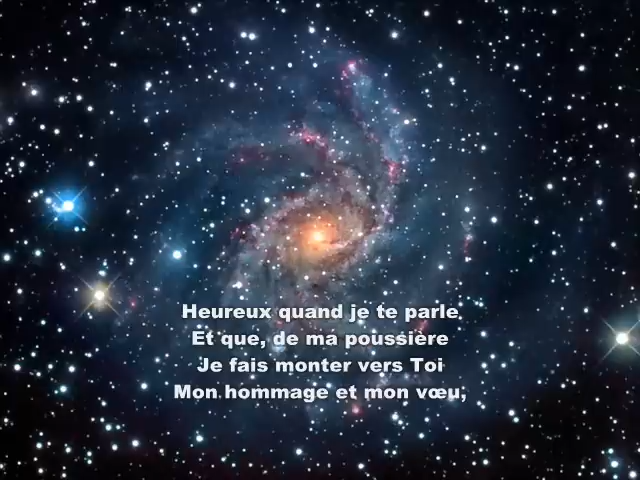 Heureux quand je te parle
Et que, de ma poussière
Je fais monter vers Toi
Mon hommage et mon vœu,